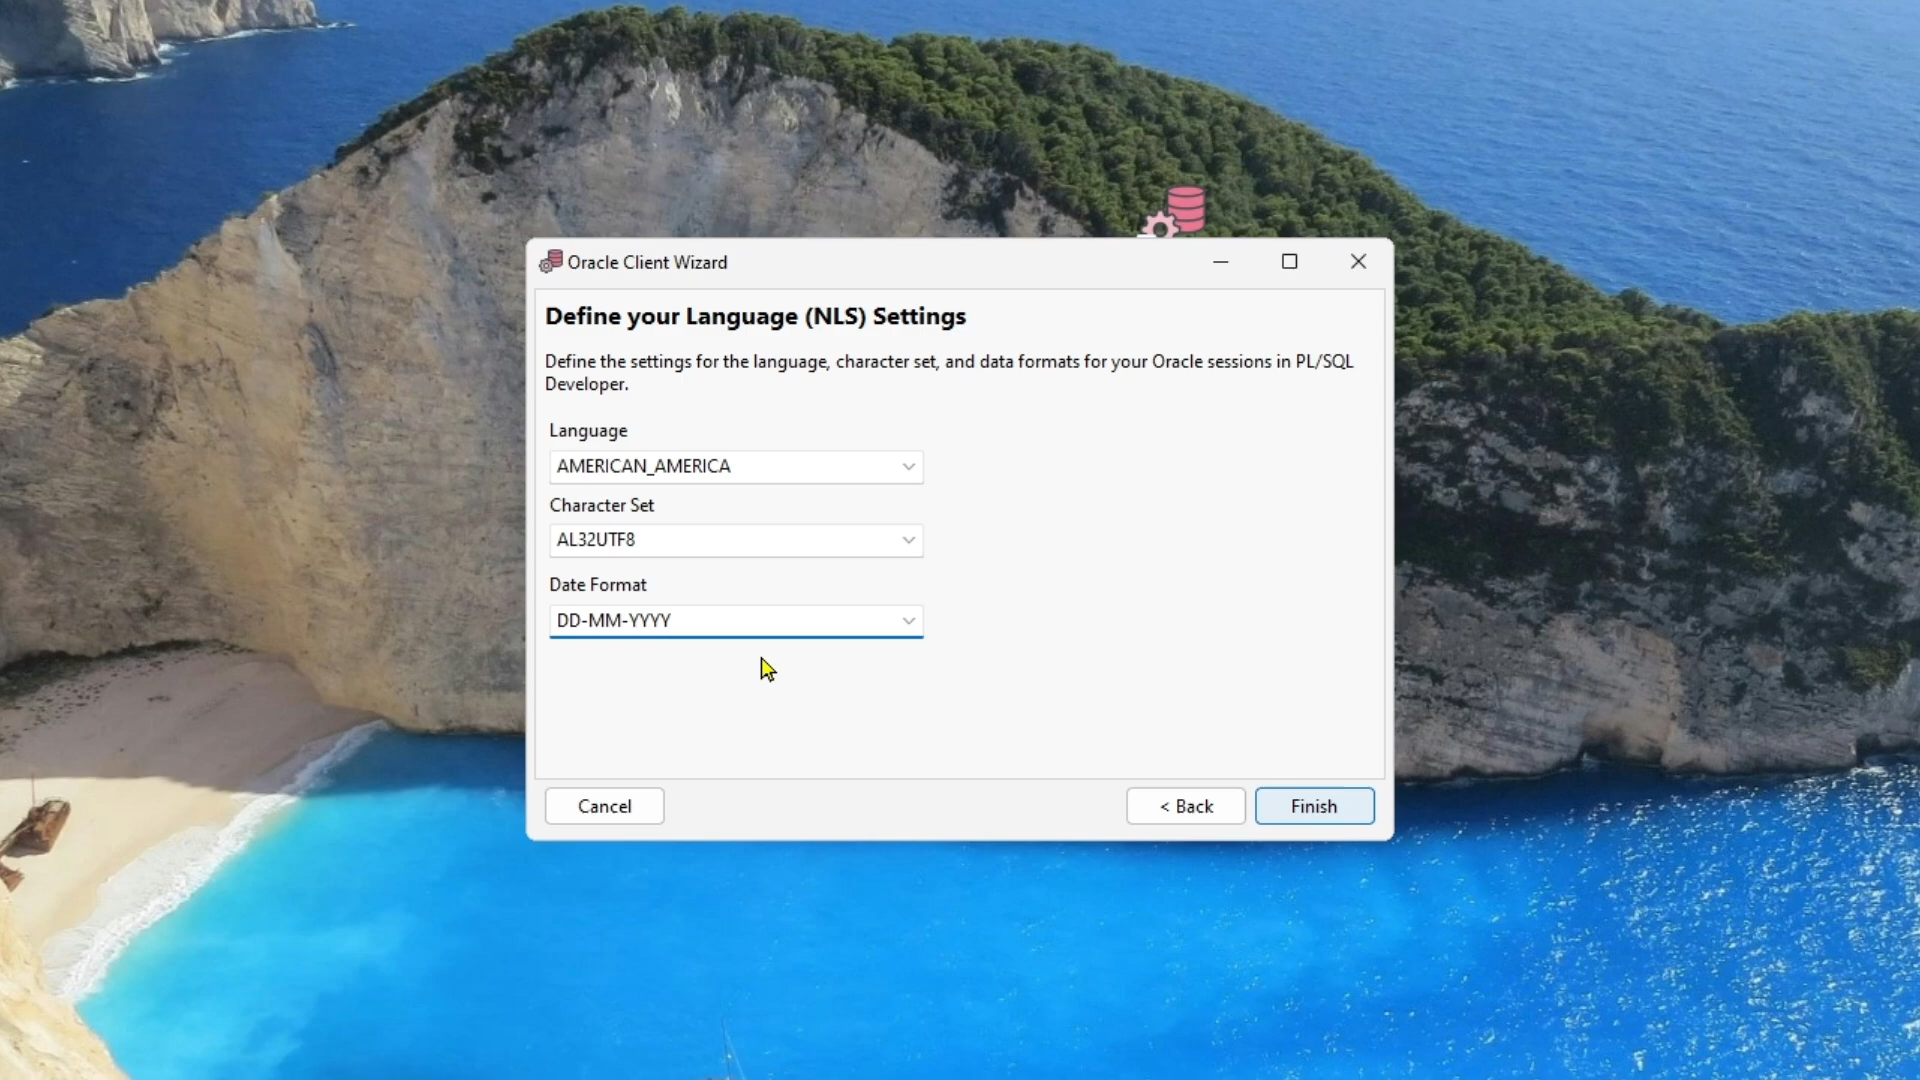 Oracle Client Wizard
Define your Language (NLS) Settings
Define the settings for the language, character set, and data formats for your Oracle sessions in PL/SQL
Developer.
Language
AMERICAN_AMERICA
Character Set
AL32UTF8
Date Format
DD-MM-YYYY
Cancel
< Back
Finish